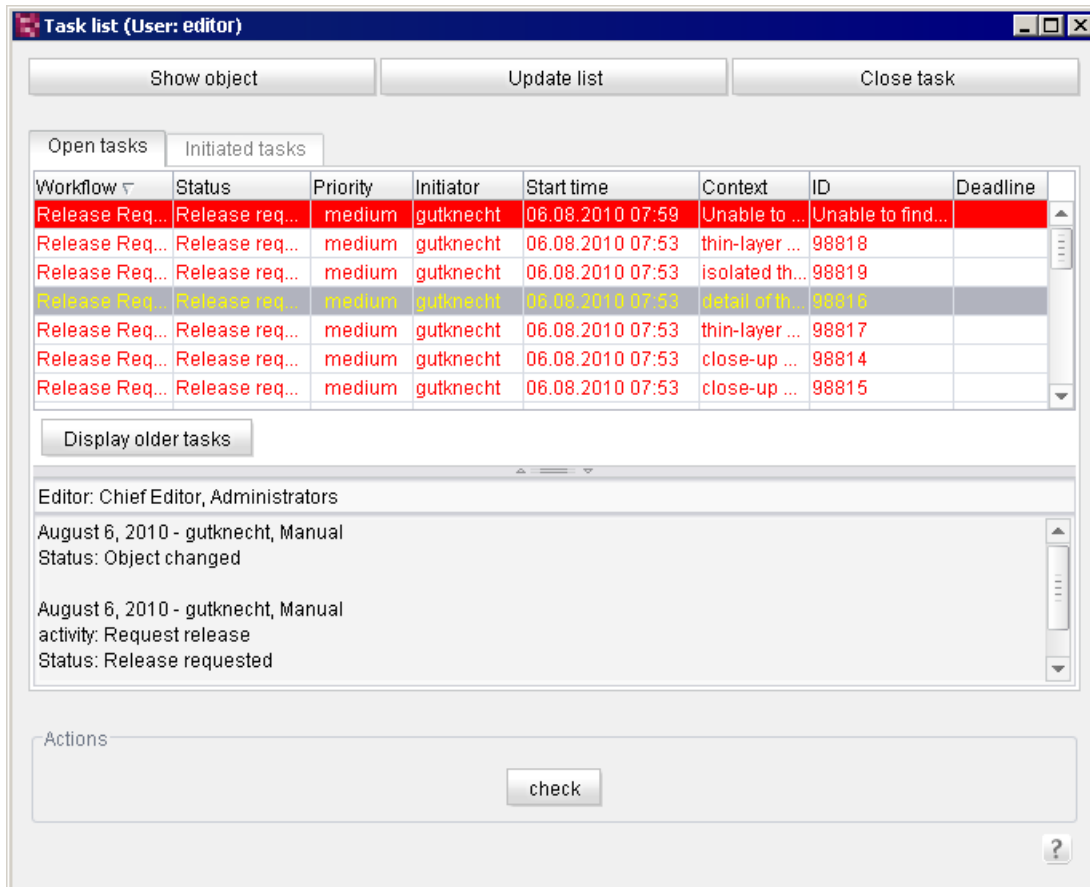 Task list (User: editor)
Show object Update list Close task
Open tasks Initiated tasks
Workflow Status Priority Initiator Start time Context ID Deadline
Release Req... Release req... medium gutknecht 06.08.2010 07:59 Unable to ... Unable to find...
Release Req... Release req... medium gutknecht 06.08.2010 07:53 thin-layer ... 98818
Release Req... Release req... medium gutknecht 06.08.2010 07:53 isolated th... 98819
Release Req... Release req... medium gutknecht 06.08.2010 07:53 detail of th... 98816
Release Req... Release req... medium gutknecht 06.08.2010 07:53 thin-layer ... 98817
Release Req... Release req... medium gutknecht 06.08.2010 07:53 close-up ... 98814
Release Req... Release req... medium gutknecht 06.08.2010 07:53 close-up ... 98815
Display older tasks
Editor: Chief Editor, Administrators
August 6, 2010 - gutknecht, Manual
Status: Object changed
August 6, 2010 - gutknecht, Manual
activity: Request release
Status: Release requested
Actions
check
?